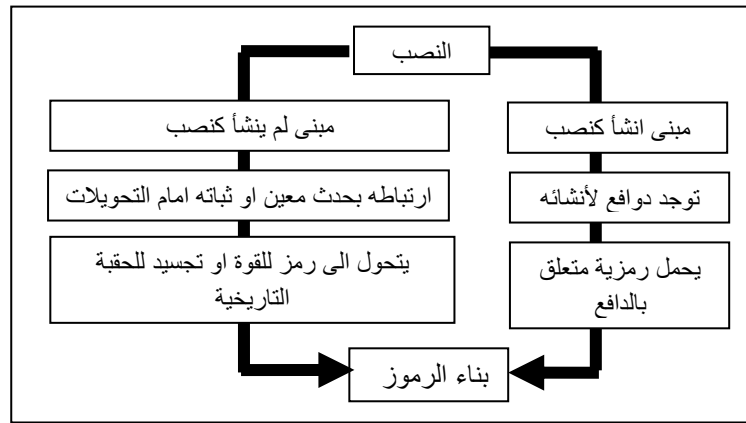 النصب
مبنى انشأ كنصب
مبنى لم ينشأ كنصب
توجد دوافع لأنشائه
ارتباطه بحدث معين او ثباته امام التحويلات
يحمل رمزية متعلق
بالدافع
يتحول الى رمز للقوة او تجسيد للحقبة
التاريخية
بناء الرموز